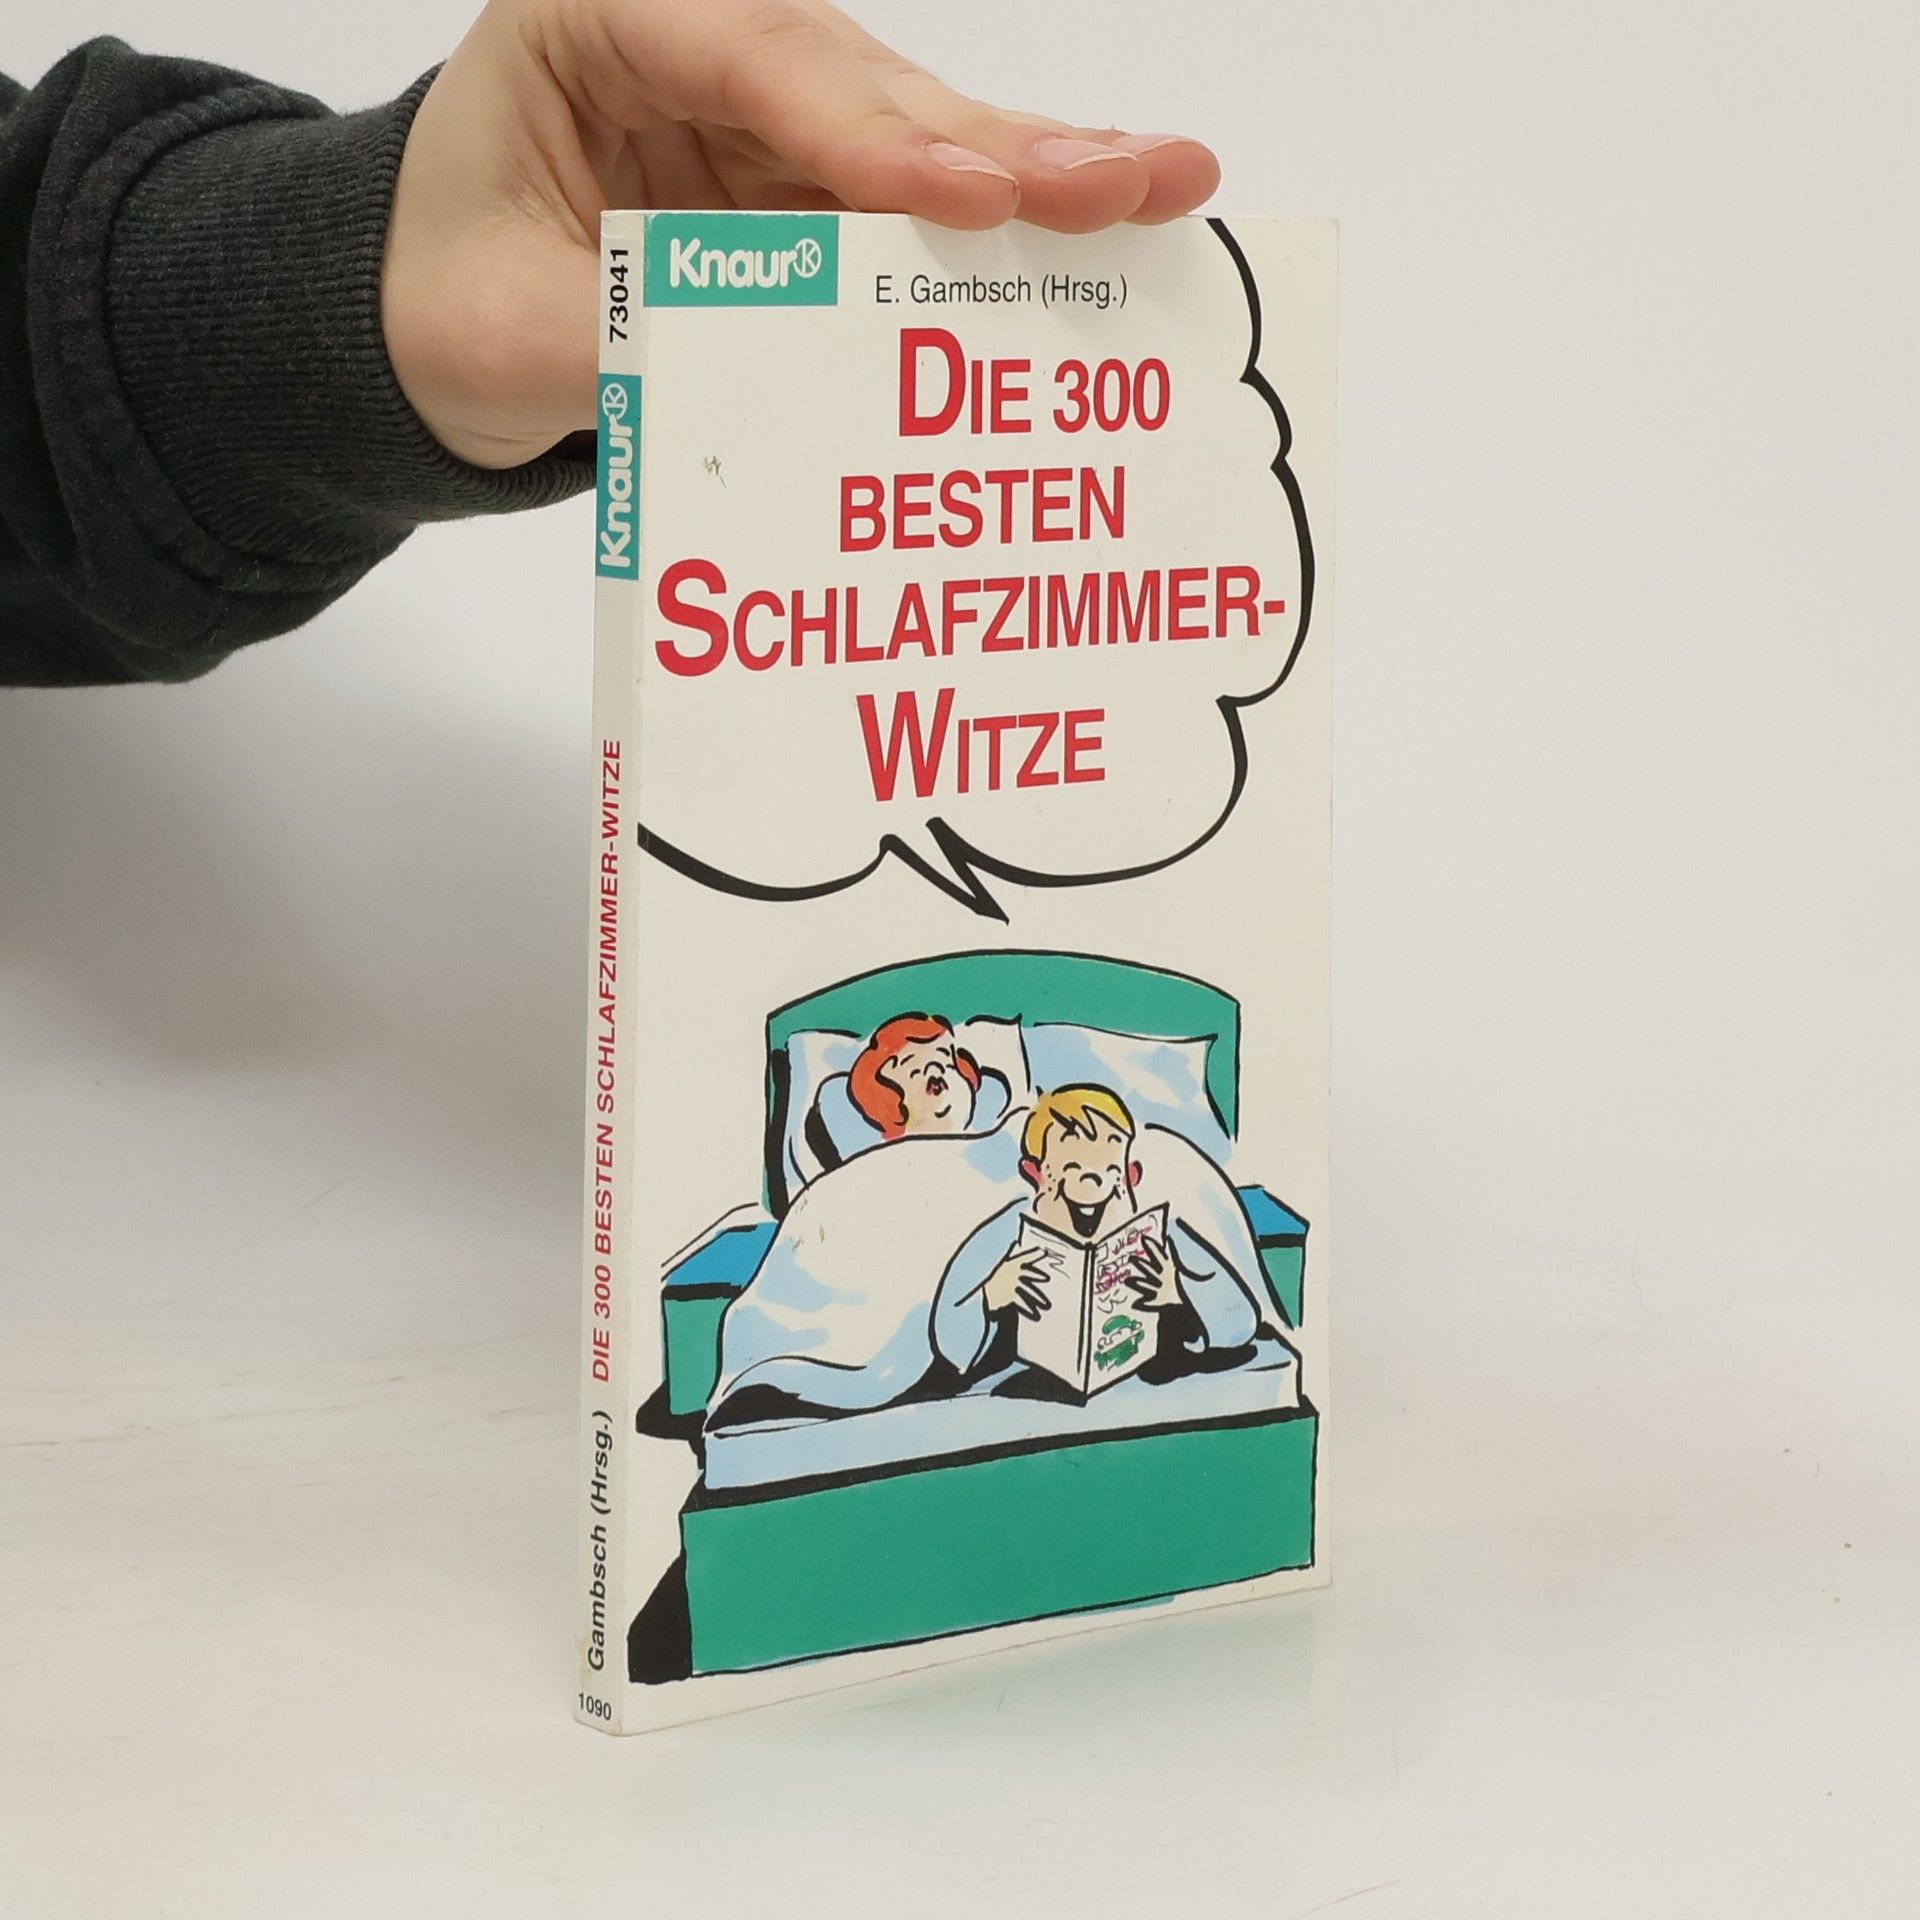 Knaur
E. Gambsch (Hrsg.)
DIE 300
BESTEN
SCHLAFZIMMER-
WITZE
73041
Knaur
DIE 300 BESTEN SCHLAFZIMMER-WITZE
Gambsch (Hrsg.)
1090